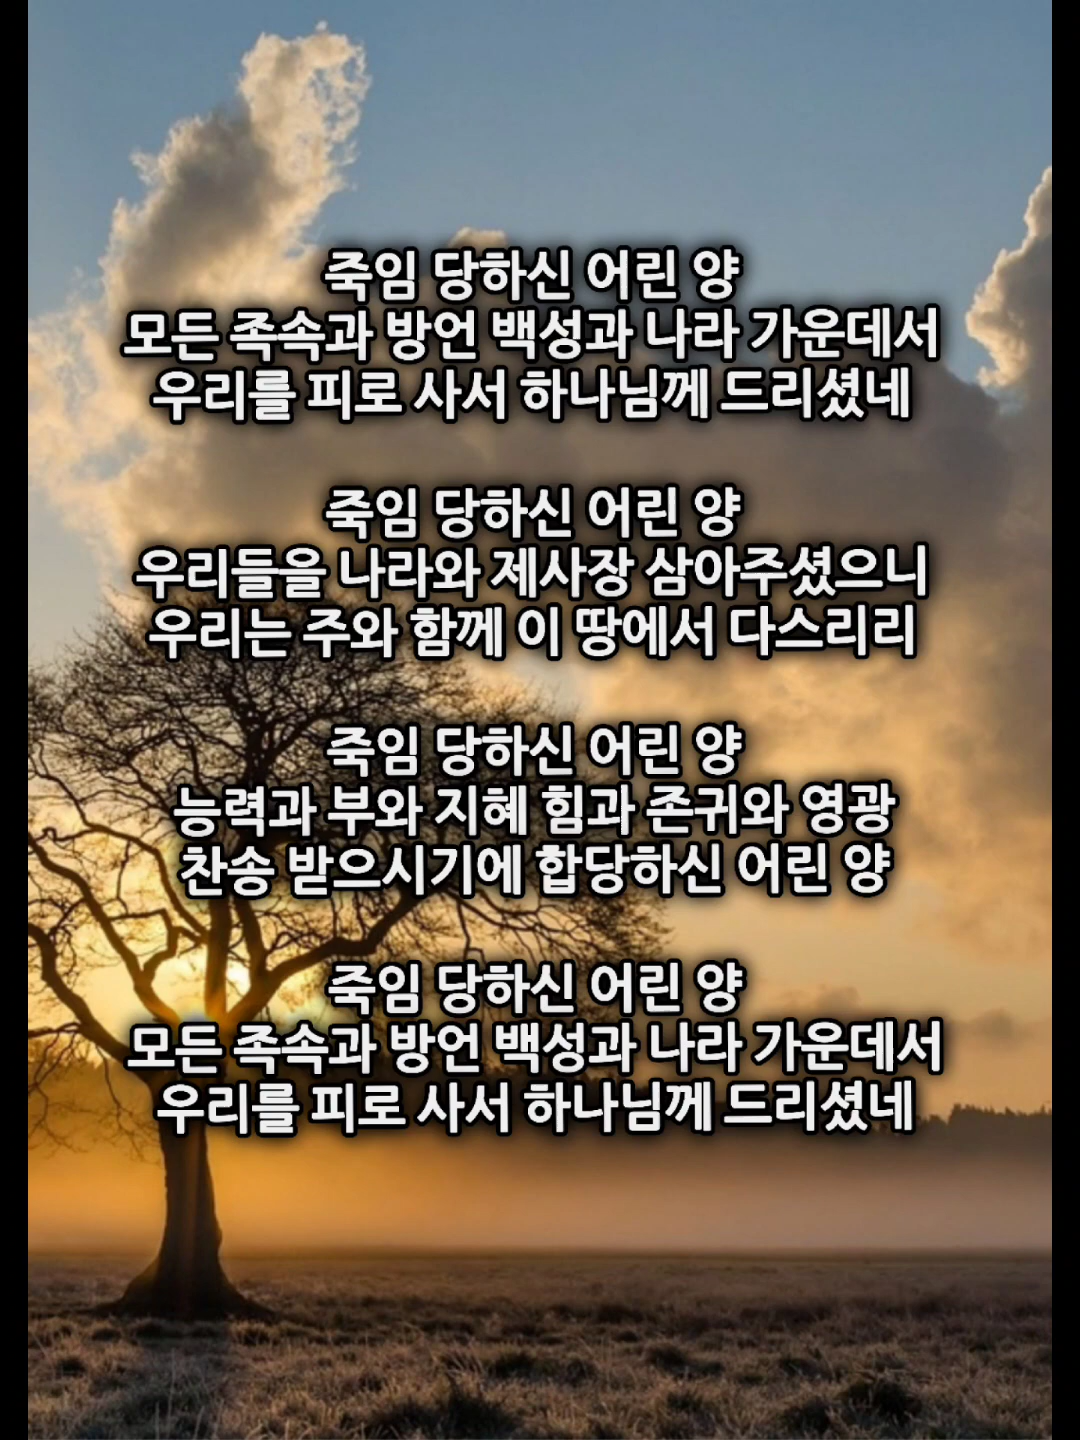 죽임 당하신 어린 양
모든 족속과 방언 백성과 나라 가운데서
우리를 피로 사서 하나님께 드리셨네
죽임 당하신 어린 양
우리들을 나라와 제사장 삼아주셨으니
우리는 주와 함께 이 땅에서 다스리리
죽임 당하신 어린 양
능력과 부와 지혜 힘과 존귀와 영광
찬송 받으시기에 합당하신 어린 양
죽임 당하신 어린 양
모든 족속과 방언 백성과 나라 가운데서
우리를 피로 사서 하나님께 드리셨네